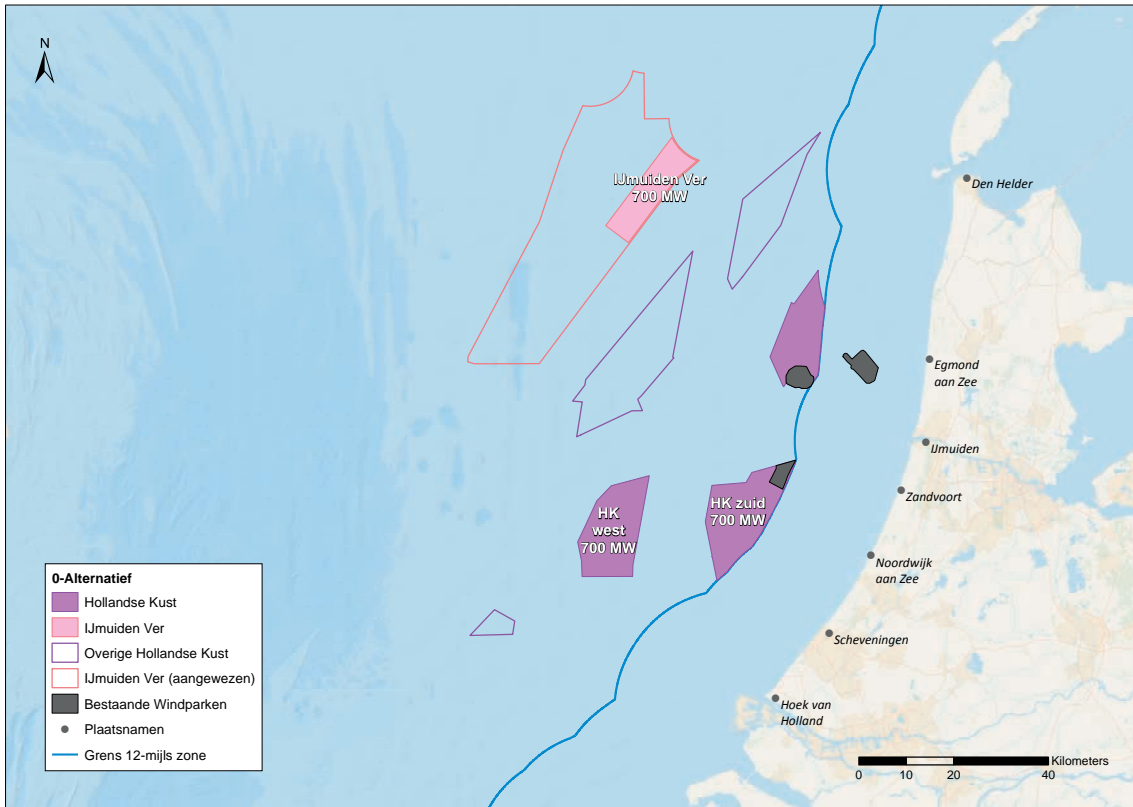 N
IJmuiden Ver
700 MW
Den Helder
Egmond
aan Zee
IJmuiden
HK zuid
700 MW
Zandvoort
HK
west
700 MW
Noordwijk
aan Zee
0-Alternatief
Hollandse Kust
IJmuiden Ver
Overige Hollandse Kust
IJmuiden Ver (aangewezen)
Bestaande Windparken
Plaatsnamen
Grens 12-mijls zone
Scheveningen
Hoek van
Holland
Kilometers
0 10 20 40